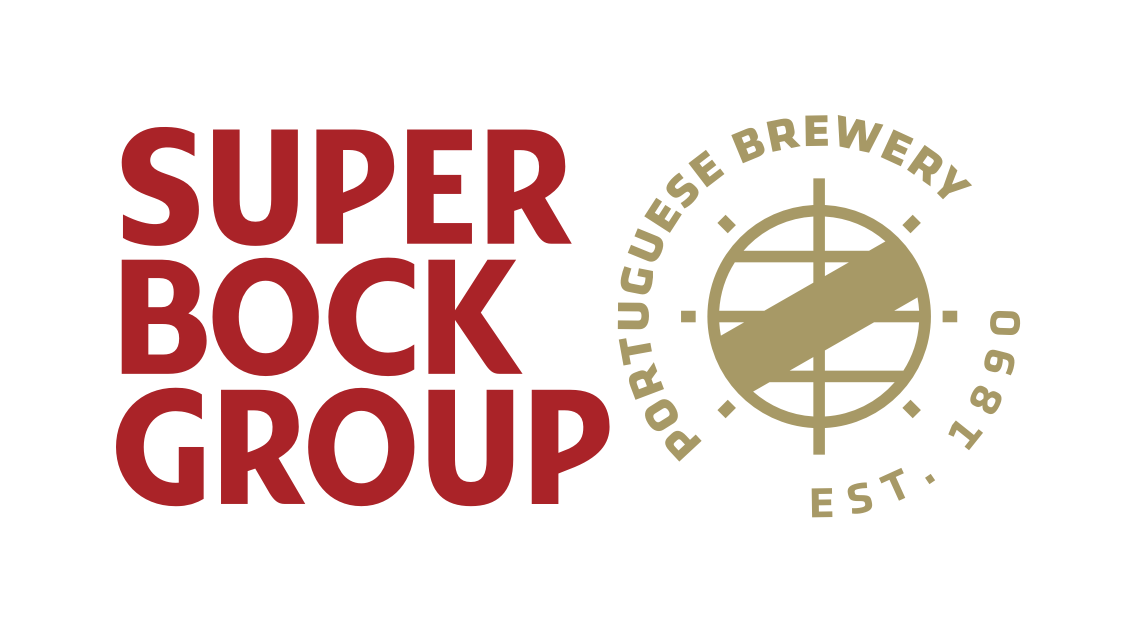 SUPER
BOCK
GROUP
PORTUGUESE BREWERY
EST. 1890